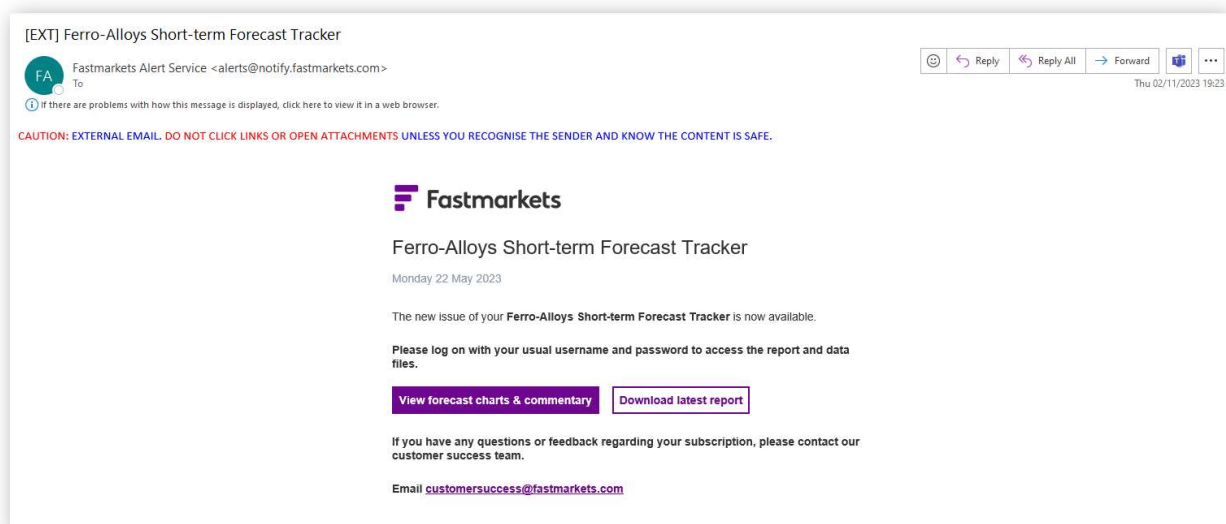 [EXT] Ferro-Alloys Short-term Forecast Tracker
FA
Fastmarkets Alert Service <alerts@notify.fastmarkets.com>
To
Reply
Reply All
Forward
Thu 02/11/2023 19:23
If there are problems with how this message is displayed, click here to view it in a web browser.
CAUTION: EXTERNAL EMAIL. DO NOT CLICK LINKS OR OPEN ATTACHMENTS UNLESS YOU RECOGNISE THE SENDER AND KNOW THE CONTENT IS SAFE.
Fastmarkets
Ferro-Alloys Short-term Forecast Tracker
Monday 22 May 2023
The new issue of your Ferro-Alloys Short-term Forecast Tracker is now available.
Please log on with your usual username and password to access the report and data
files.
View forecast charts & commentary
Download latest report
If you have any questions or feedback regarding your subscription, please contact our
customer success team.
Email customersuccess@fastmarkets.com